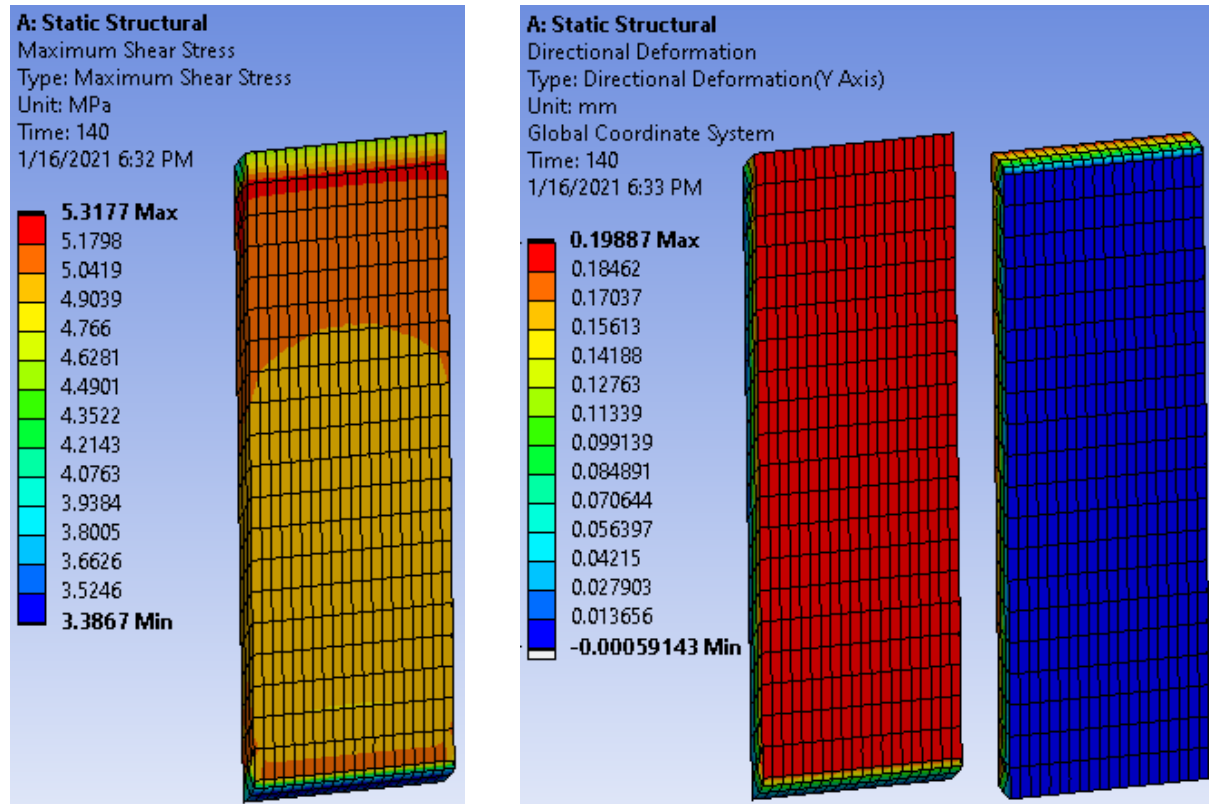 A: Static Structural
Maximum Shear Stress
Type: Maximum Shear Stress
Unit: MPa
Time: 140
1/16/2021 6:32 PM
5.3177 Max
5.1798
5.0419
4.9039
4.766
4.6281
4.4901
4.3522
4.2143
4.0763
3.9384
3.8005
3.6626
3.5246
3.3867 Min
A: Static Structural
Directional Deformation
Type: Directional Deformation(Y Axis)
Unit: mm
Global Coordinate System
Time: 140
1/16/2021 6:33 PM
0.19887 Max
0.18462
0.17037
0.15613
0.14188
0.12763
0.11339
0.099139
0.084891
0.070644
0.056397
0.04215
0.027903
0.013656
-0.00059143 Min